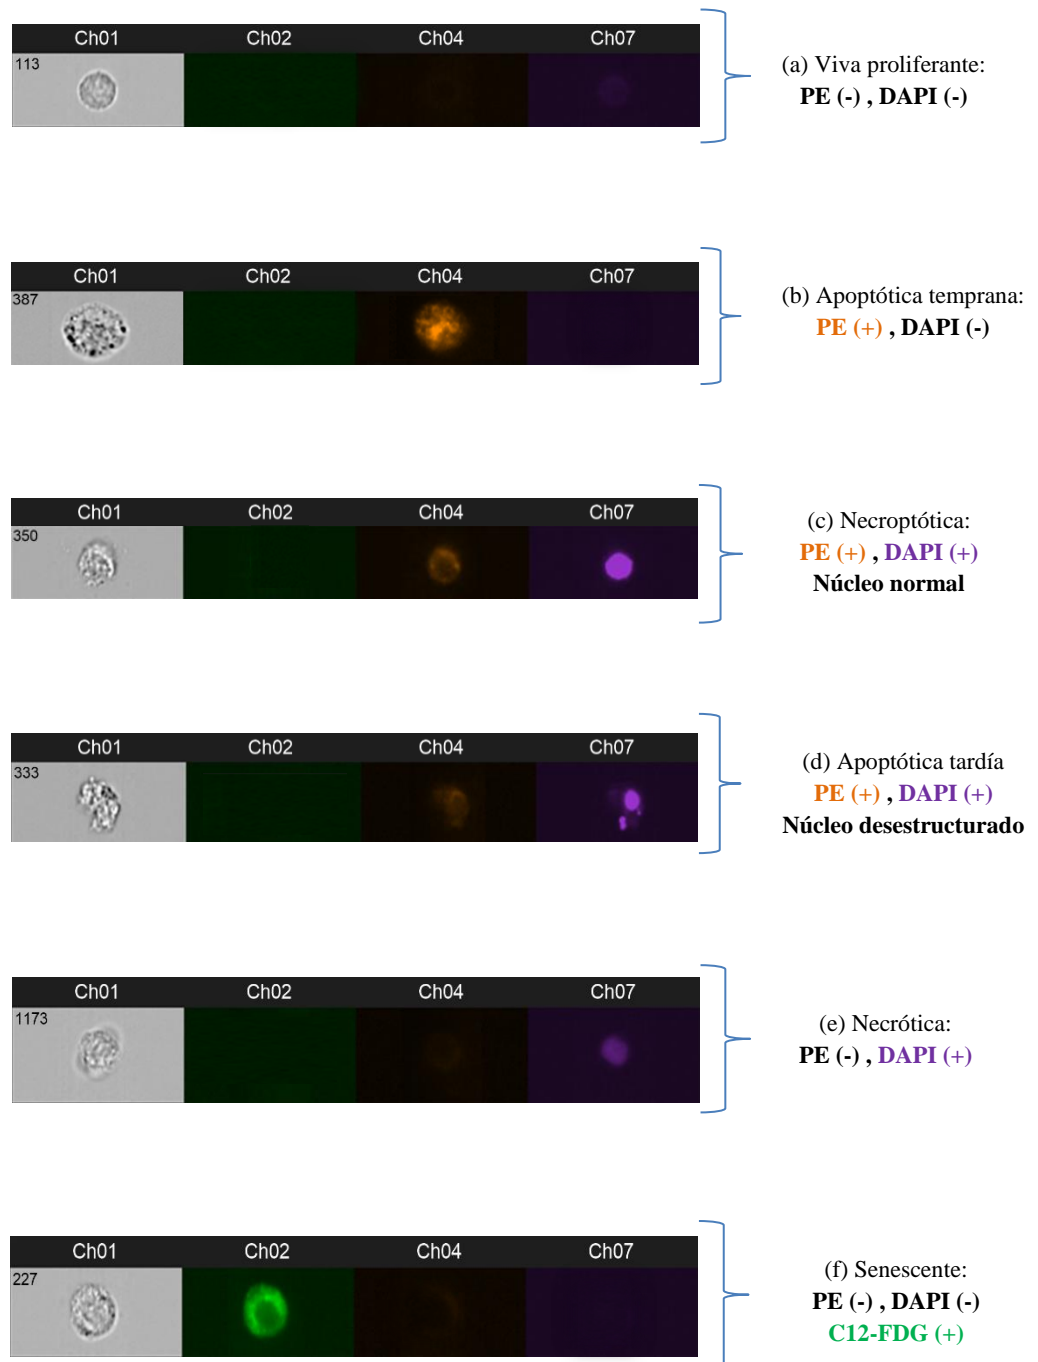 Ch01 Ch02 Ch04 Ch07
113
(a) Viva proliferante:
PE (-) , DAPI (-)
Ch01 Ch02 Ch04 Ch07
387
(b) Apoptótica temprana:
PE (+) , DAPI (-)
Ch01 Ch02 Ch04 Ch07
350
(c) Necroptótica:
PE (+) , DAPI (+)
Núcleo normal
Ch01 Ch02 Ch04 Ch07
333
(d) Apoptótica tardía
PE (+) , DAPI (+)
Núcleo desestructurado
Ch01 Ch02 Ch04 Ch07
1173
(e) Necrótica:
PE (-) , DAPI (+)
Ch01 Ch02 Ch04 Ch07
227
(f) Senescente:
PE (-) , DAPI (-)
C12-FDG (+)